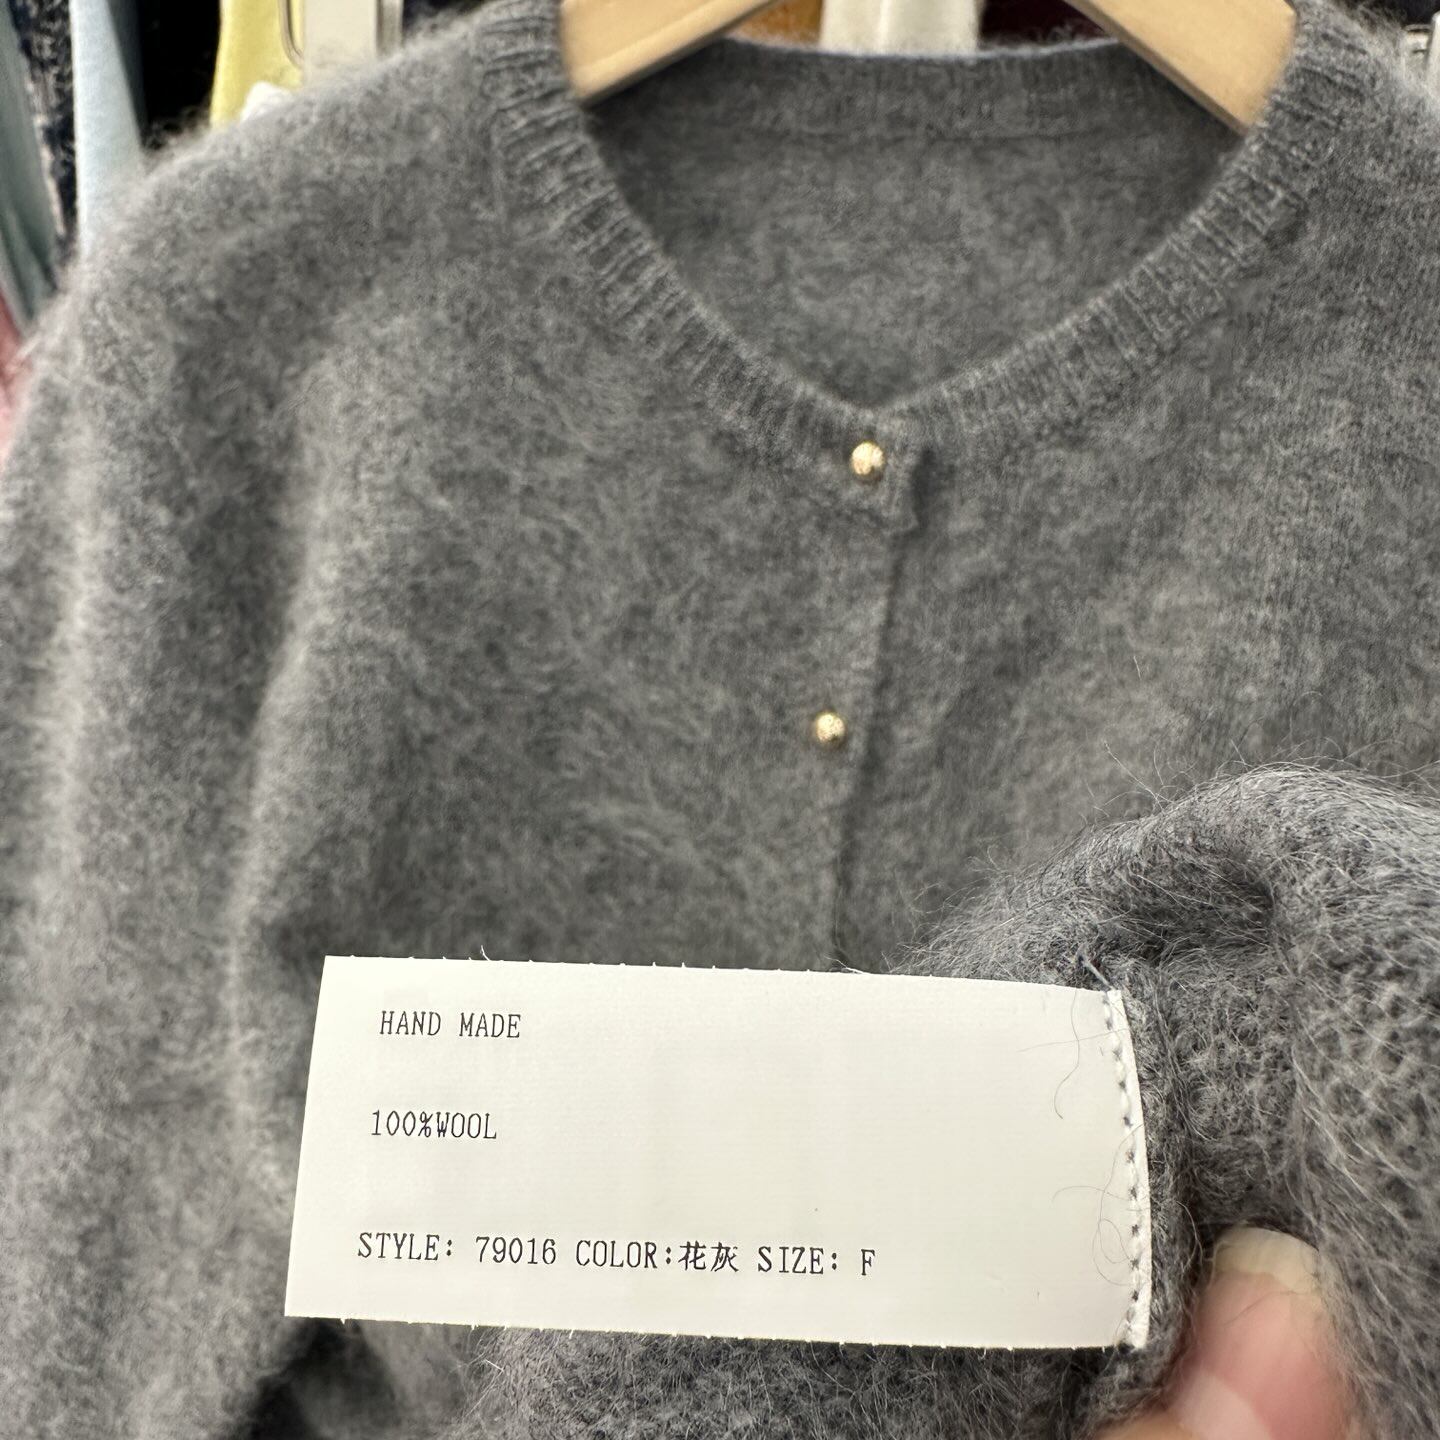 HAND MADE
100%WOOL
STYLE: 79016 COLOR:花灰 SIZE: F